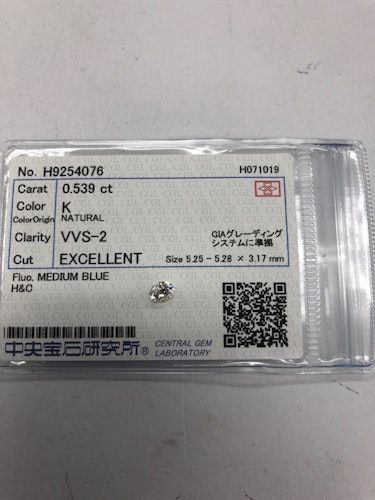 No. H9254076 H071019
Carat 0.539 ct
Color K
ColorOrigin NATURAL
Clarity VVS-2 GIAグレーディング
システムに準拠
Cut EXCELLENT Size 5.25 - 5.28 × 3.17 mm
Fluo. MEDIUM BLUE
H&C
中央宝石研究所® CENTRAL GEM
LABORATORY